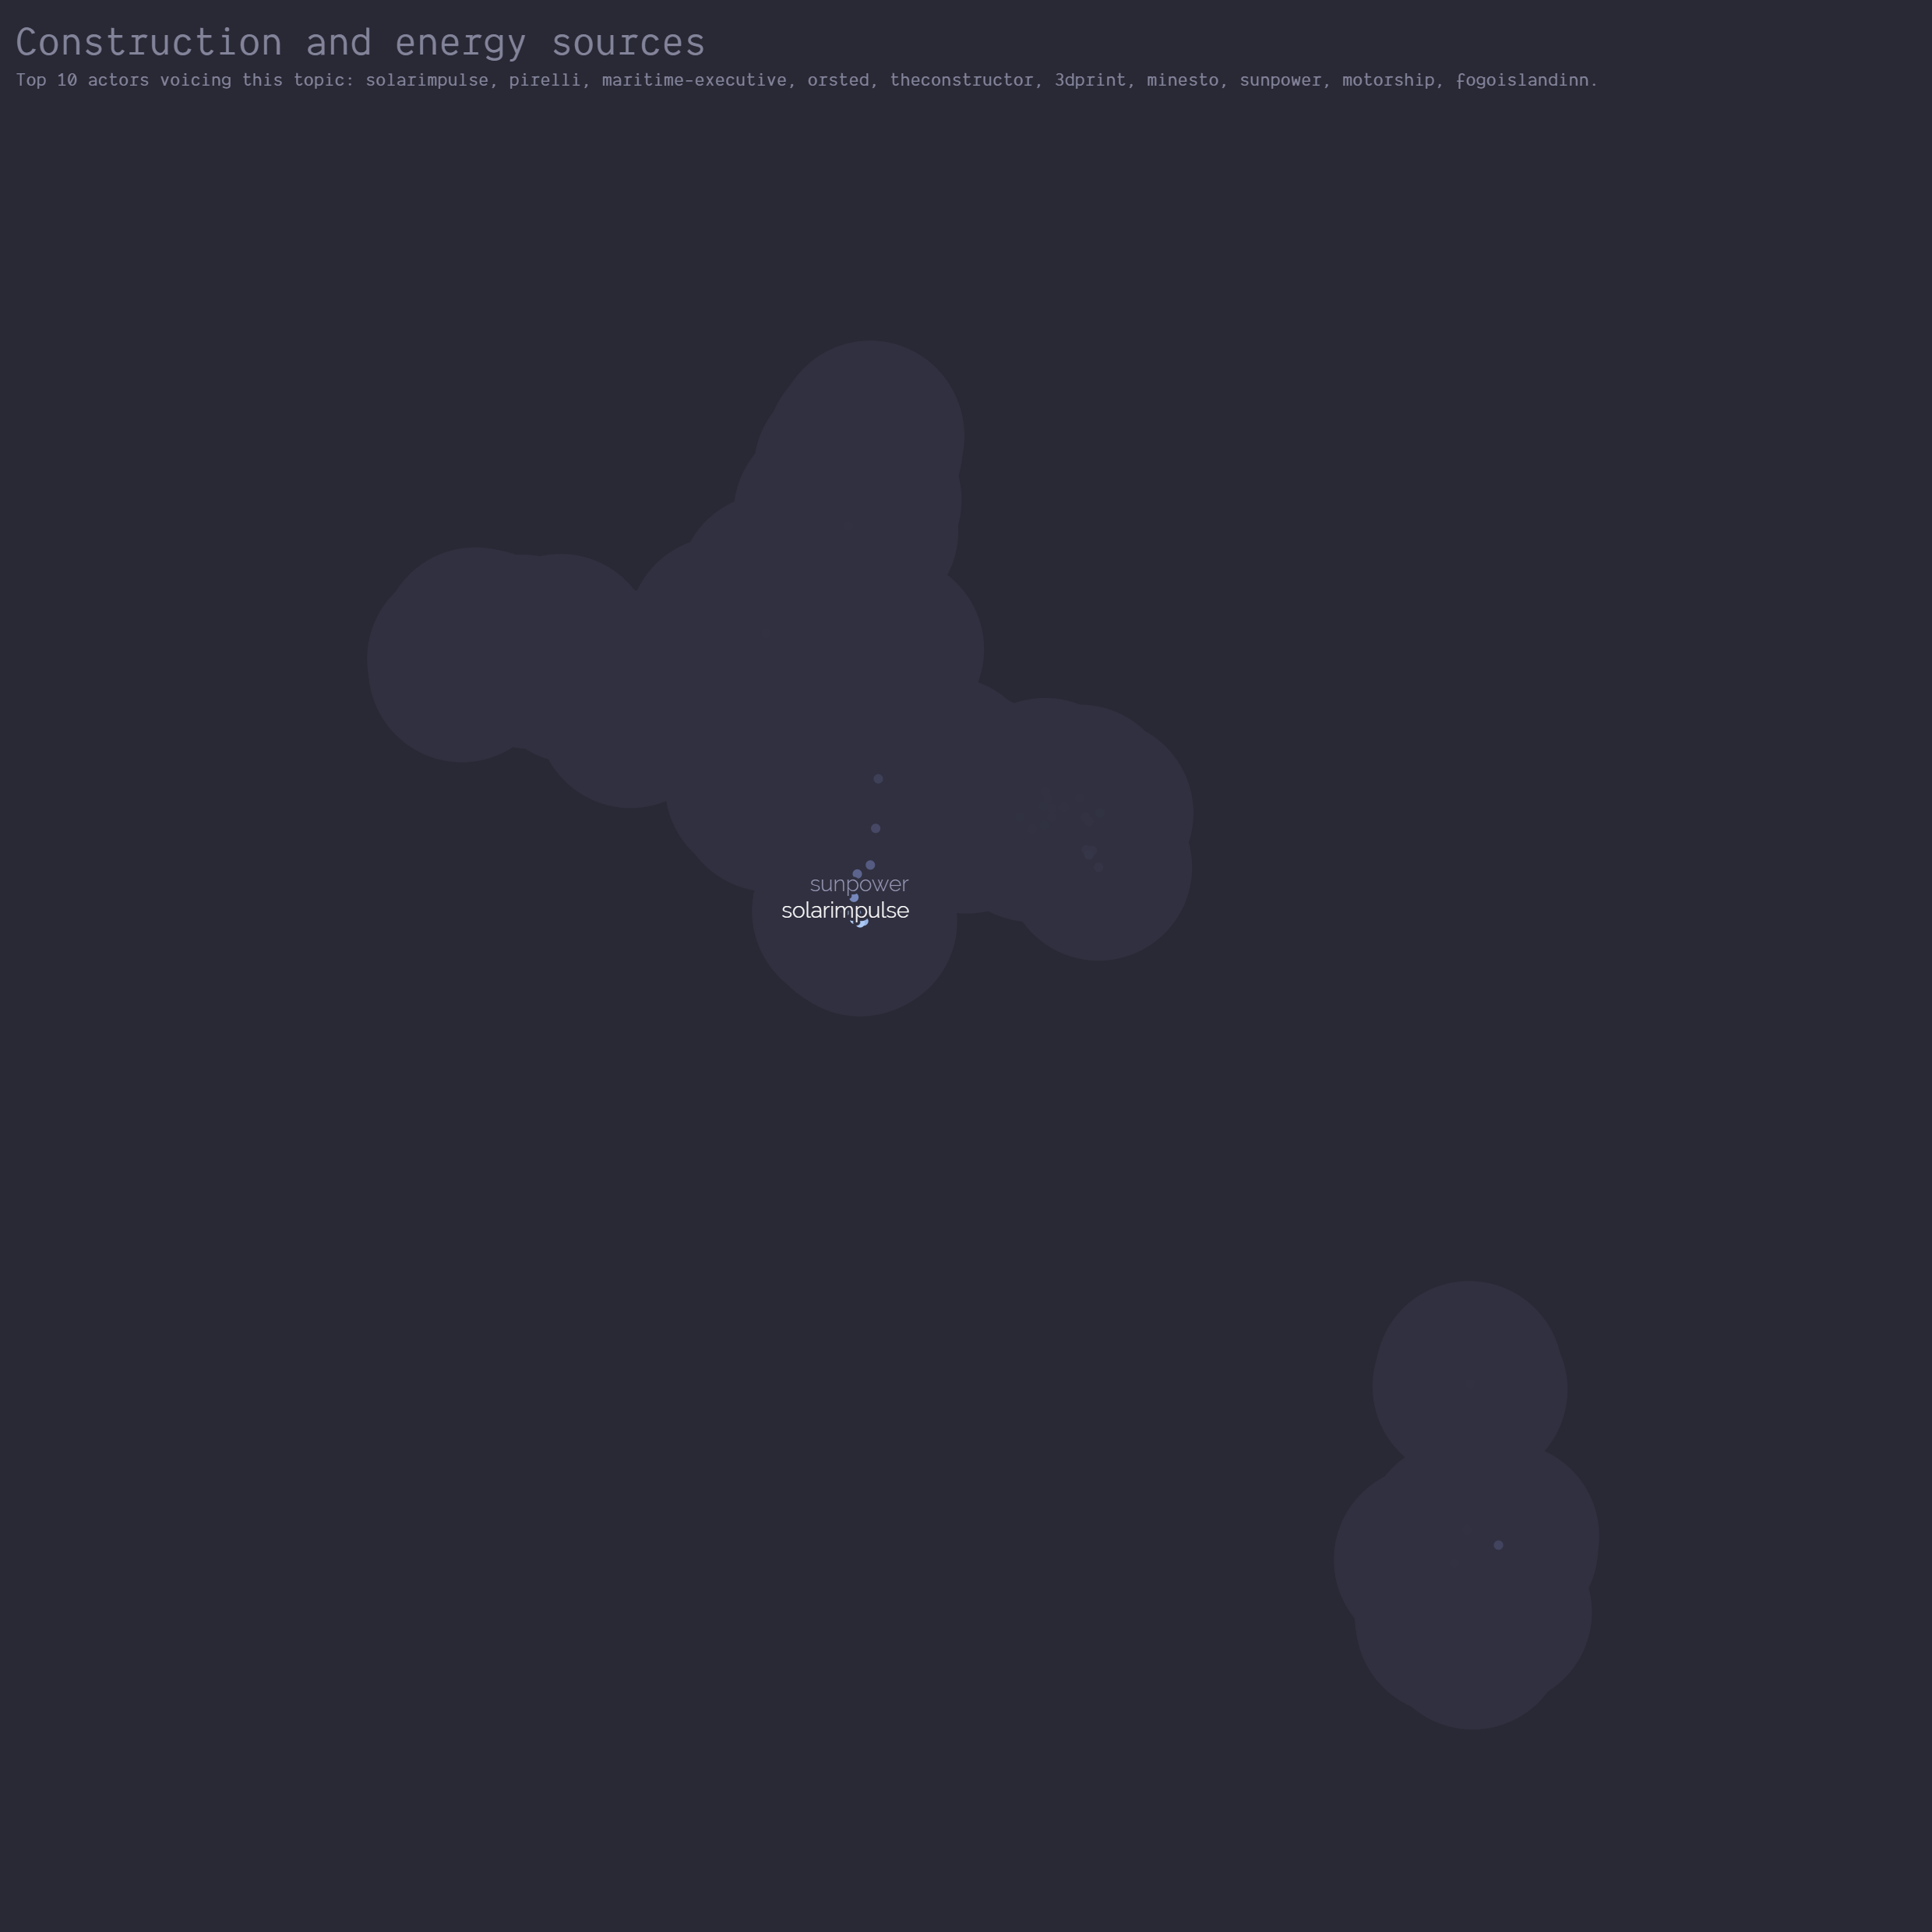 Construction and energy sources
Top 10 actors voicing this topic: solarimpulse, pirelli, maritime-executive, orsted, theconstructor, 3dprint, minesto, sunpower, motorship, fogoislandinn.
sunpower
solarimpulse